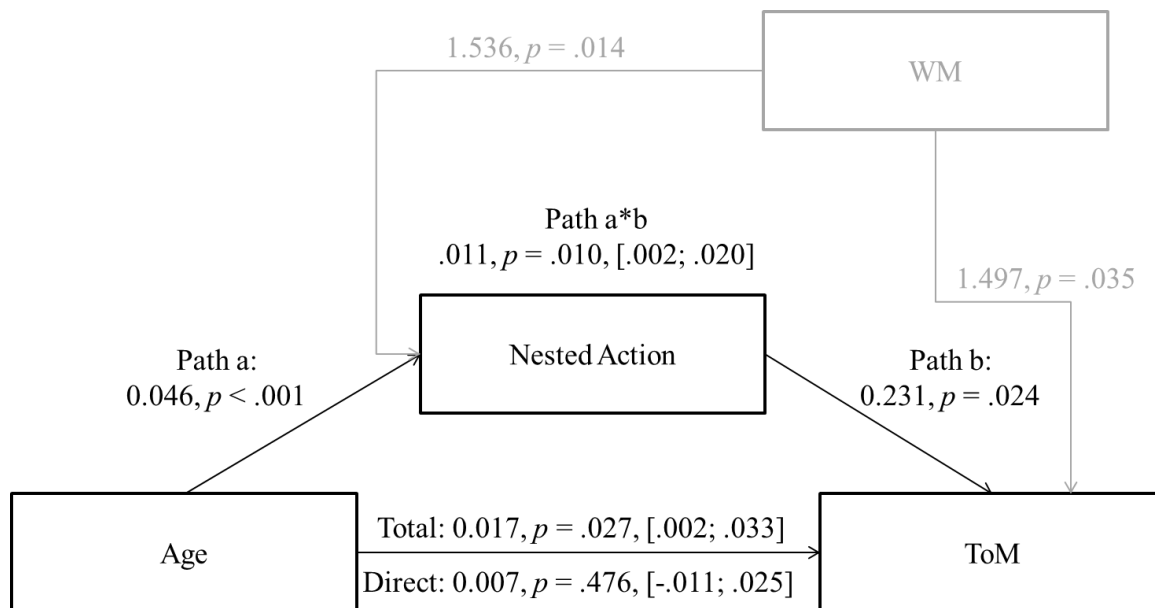 1.536, p = .014
WM
Path a*b
.011, p = .010, [.002; .020]
1.497, p = .035
Nested Action
Path a:
0.046, p < .001
Path b:
0.231, p = .024
Age
Total: 0.017, p = .027, [.002; .033]
Direct: 0.007, p = .476, [-.011; .025]
ToM